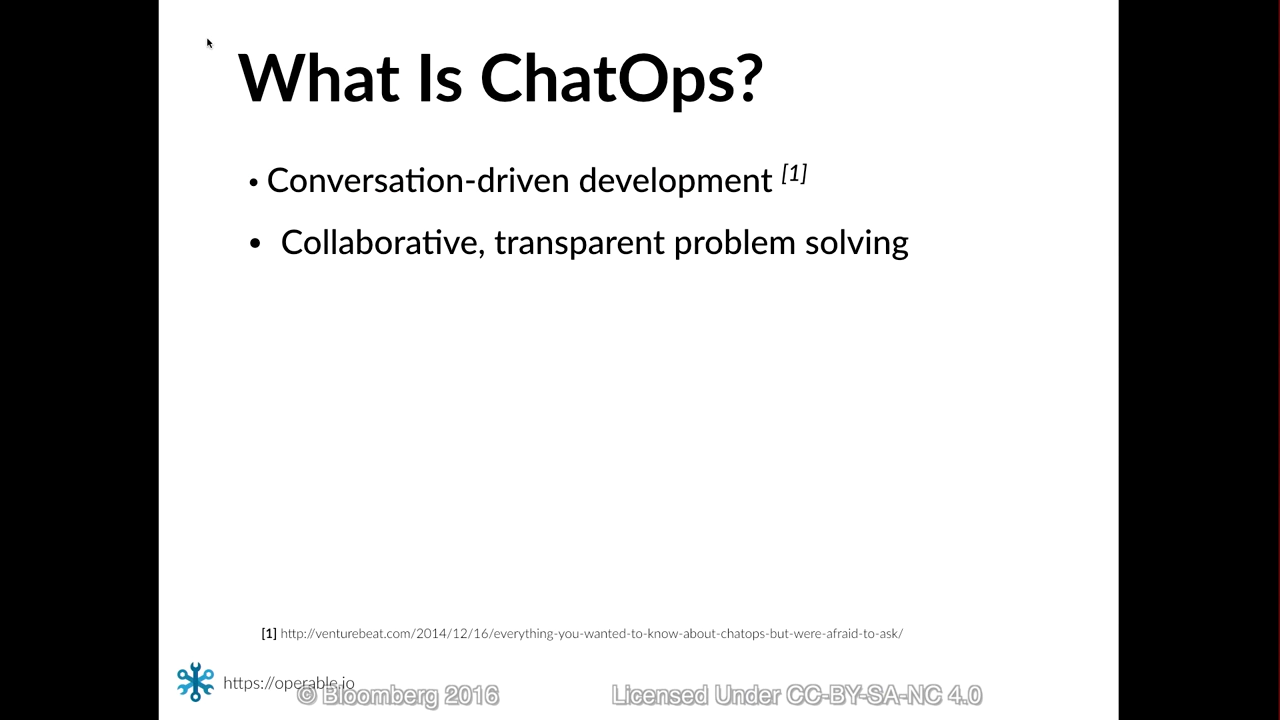 What Is ChatOps?
• Conversation-driven development [1]
• Collaborative, transparent problem solving
[1] http://venturebeat.com/2014/12/16/everything-you-wanted-to-know-about-chatops-but-were-afraid-to-ask/
https://operable.io
© Bloomberg 2016 Licensed Under CC-BY-SA-NC 4.0